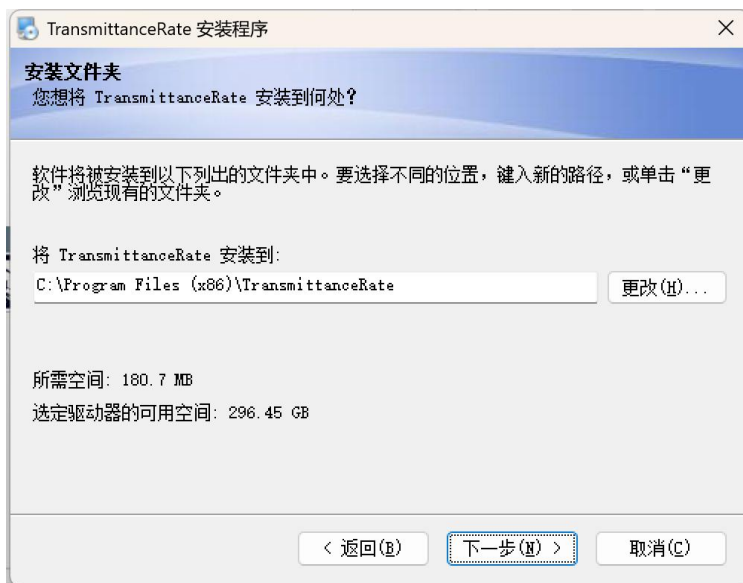 TransmittanceRate 安装程序
安装文件夹
您想将 TransmittanceRate 安装到何处?
软件将被安装到以下列出的文件夹中。要选择不同的位置，键入新的路径，或单击“更
改”浏览现有的文件夹。
将 TransmittanceRate 安装到:
C:\Program Files (x86)\TransmittanceRate
更改(H)...
所需空间: 180.7 MB
选定驱动器的可用空间: 296.45 GB
< 返回(B)
下一步(N) >
取消(C)